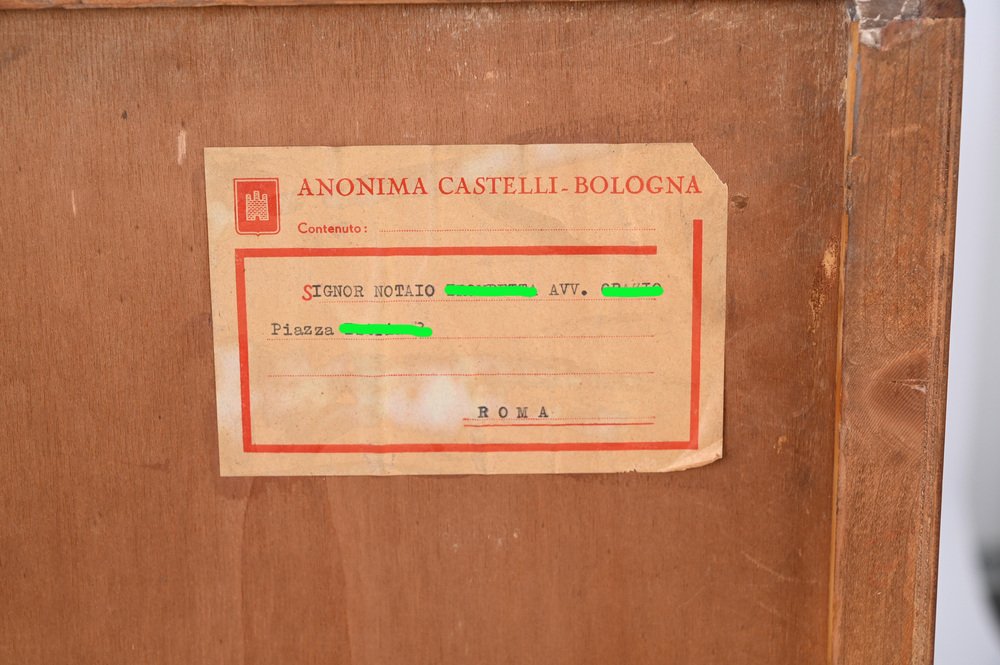 ANONIMA CASTELLI-BOLOGNA
Contenuto:
SIGNOR NOTAIO AVV.
Piazza
ROMA